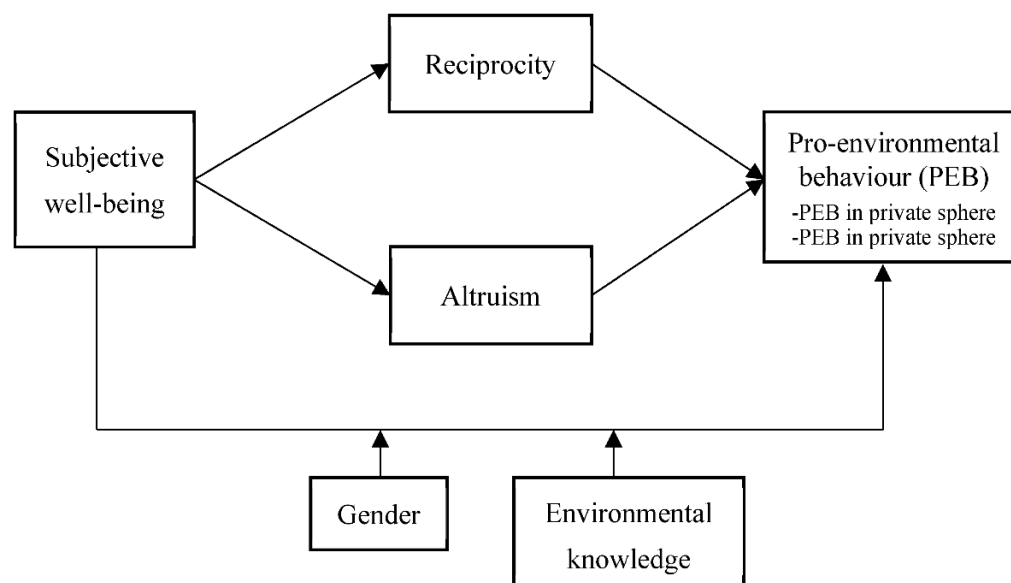 Reciprocity
Subjective
well-being
Pro-environmental
behaviour (PEB)
-PEB in private sphere
-PEB in private sphere
Altruism
Gender
Environmental
knowledge